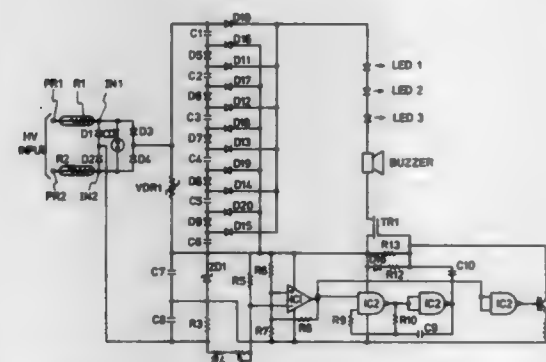 C1
D16
D5
D11
C2
D17
D6
D12
C3
D18
D7
D13
C4
D19
D8
D14
C5
D20
D9
D15
C6
PR1
R1
IN1
HV
INPUT
D1
D3
D2
D4
R2
PR2
IN2
VDR1
LED 1
LED 2
LED 3
BUZZER
TR1
R13
R12
C10
C7
C8
ZD1
R3
R5
R6
R7
R8
IC1
IC2
IC2
IC2
R9
R10
C9